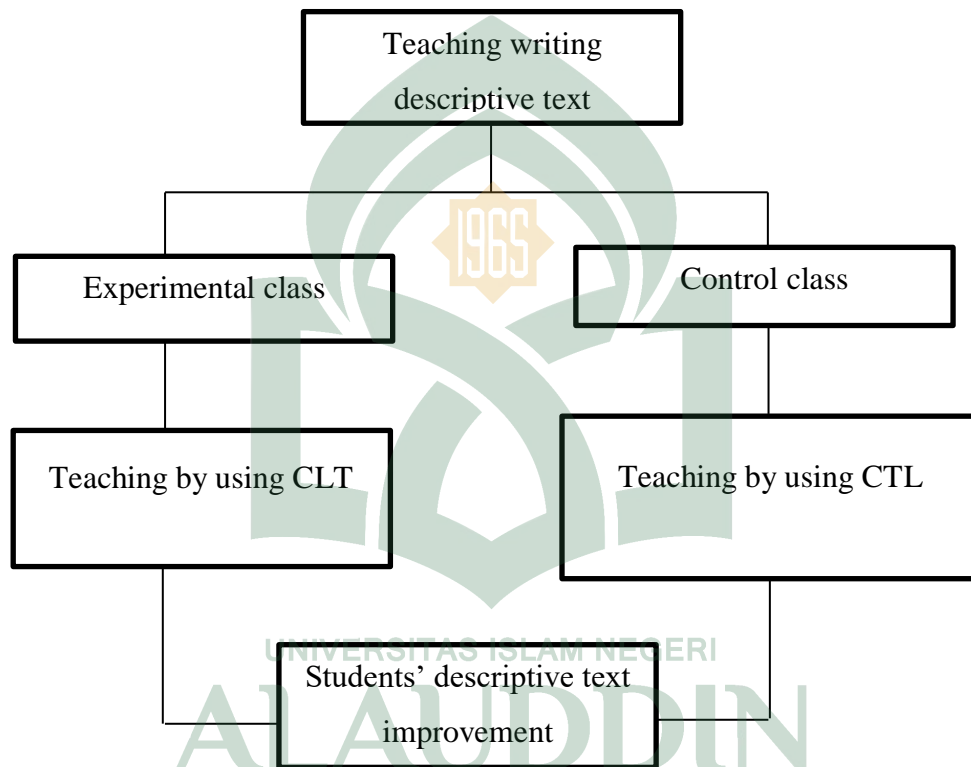 Teaching writing
descriptive text
1965
Experimental class
Control class
Teaching by using CLT
Teaching by using CTL
UNIVERSITAS ISLAM NEGERI
Students’ descriptive text
improvement
ALAUDDIN